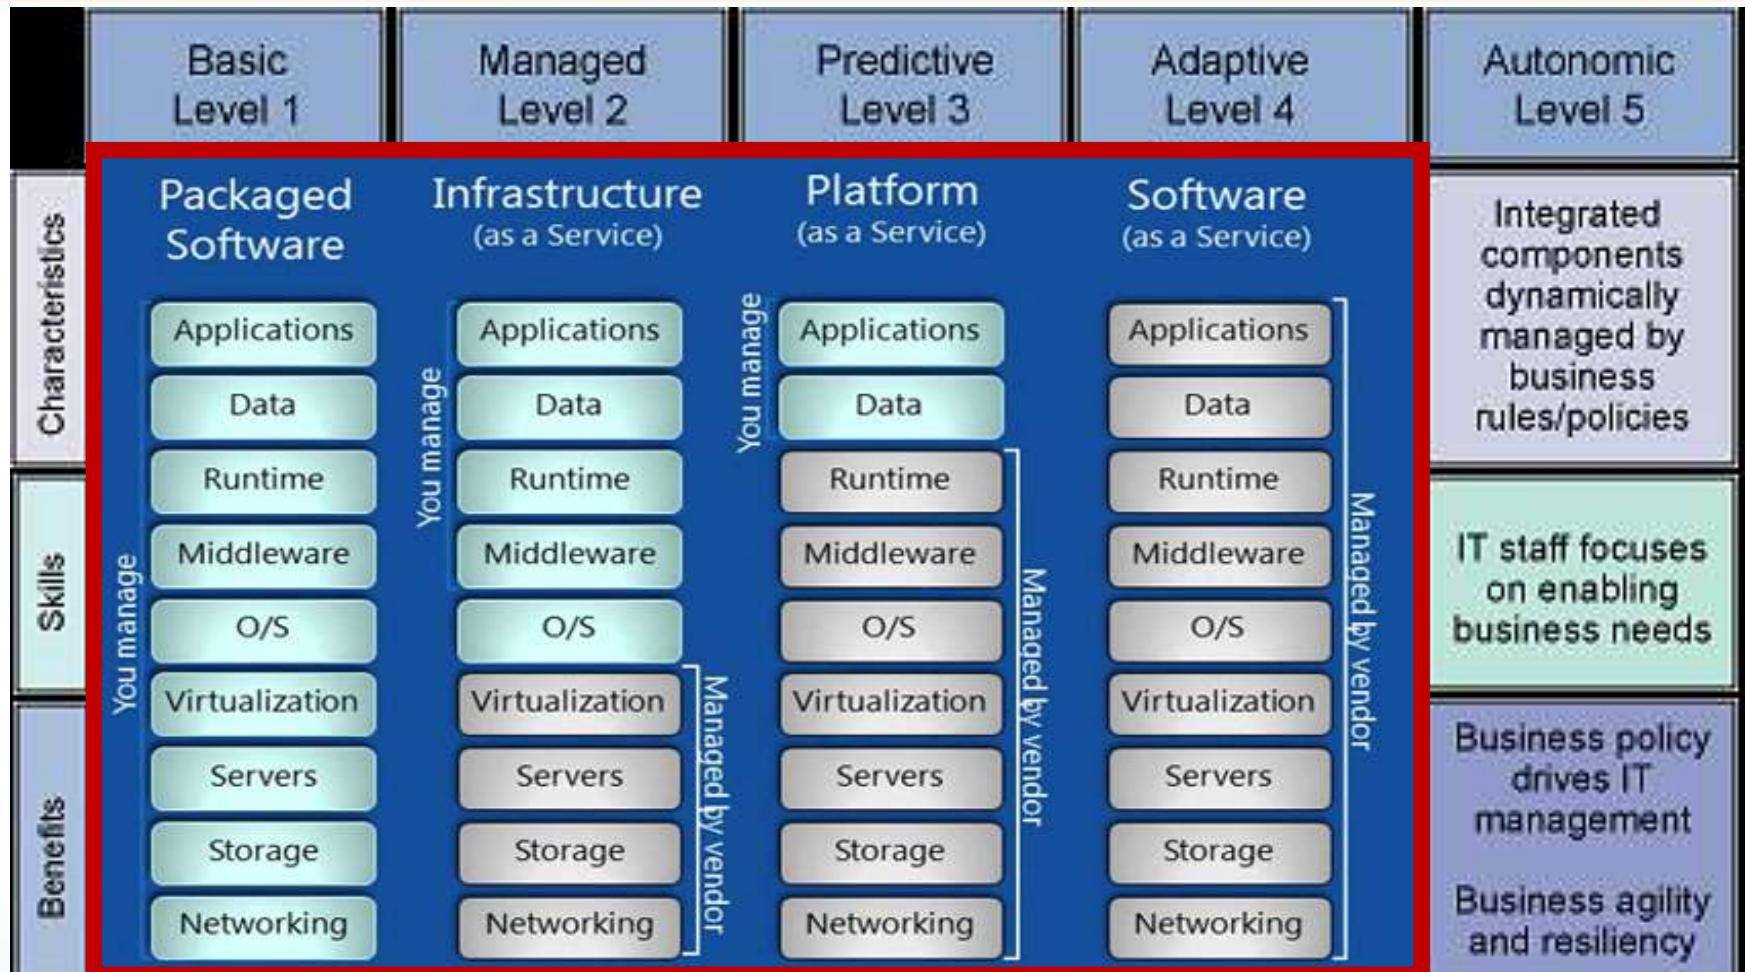 Basic
Level 1
Managed
Level 2
Predictive
Level 3
Adaptive
Level 4
Autonomic
Level 5
Characteristics
Skills
Benefits
Packaged
Software
You manage
Applications
Data
Runtime
Middleware
O/S
Virtualization
Servers
Storage
Networking
Infrastructure
(as a Service)
You manage
Applications
Data
Runtime
Middleware
O/S
Virtualization
Servers
Storage
Networking
Managed by vendor
Platform
(as a Service)
You manage
Applications
Data
Runtime
Middleware
O/S
Virtualization
Servers
Storage
Networking
Managed by vendor
Software
(as a Service)
Applications
Data
Runtime
Middleware
O/S
Virtualization
Servers
Storage
Networking
Managed by vendor
Integrated
components
dynamically
managed by
business
rules/policies
IT staff focuses
on enabling
business needs
Business policy
drives IT
management
Business agility
and resiliency